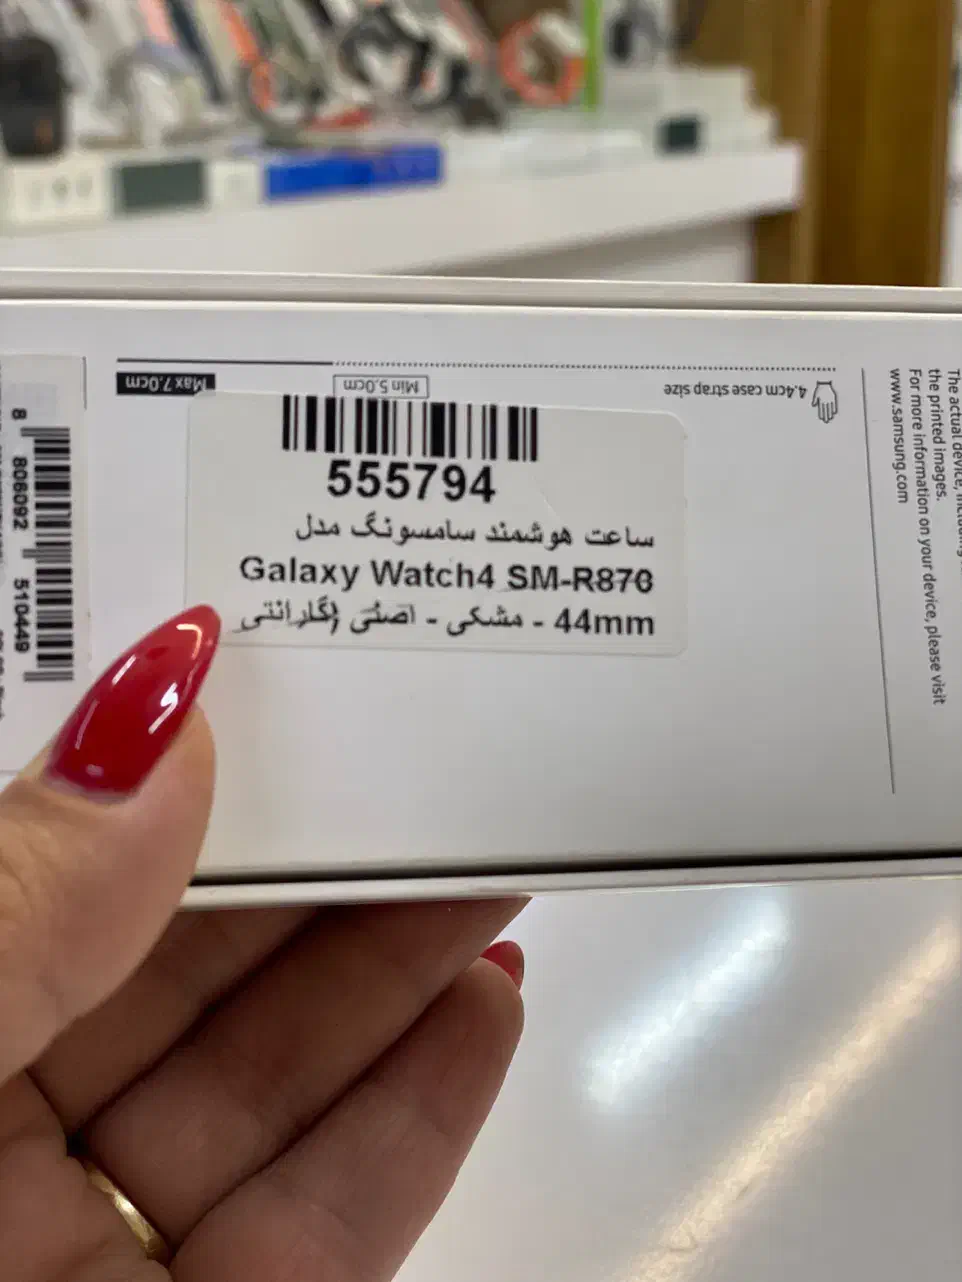 Max 7.0cm
Min 5.0cm
4.4cm case strap size
555794
ساعت هوشمند سامسونگ مدل
Galaxy Watch4 SM-R870
44mm - مشکی - اصلی (گارانتی
8 806092 510449
The actual device,
the printed images.
For more information on your device, please visit
www.samsung.com